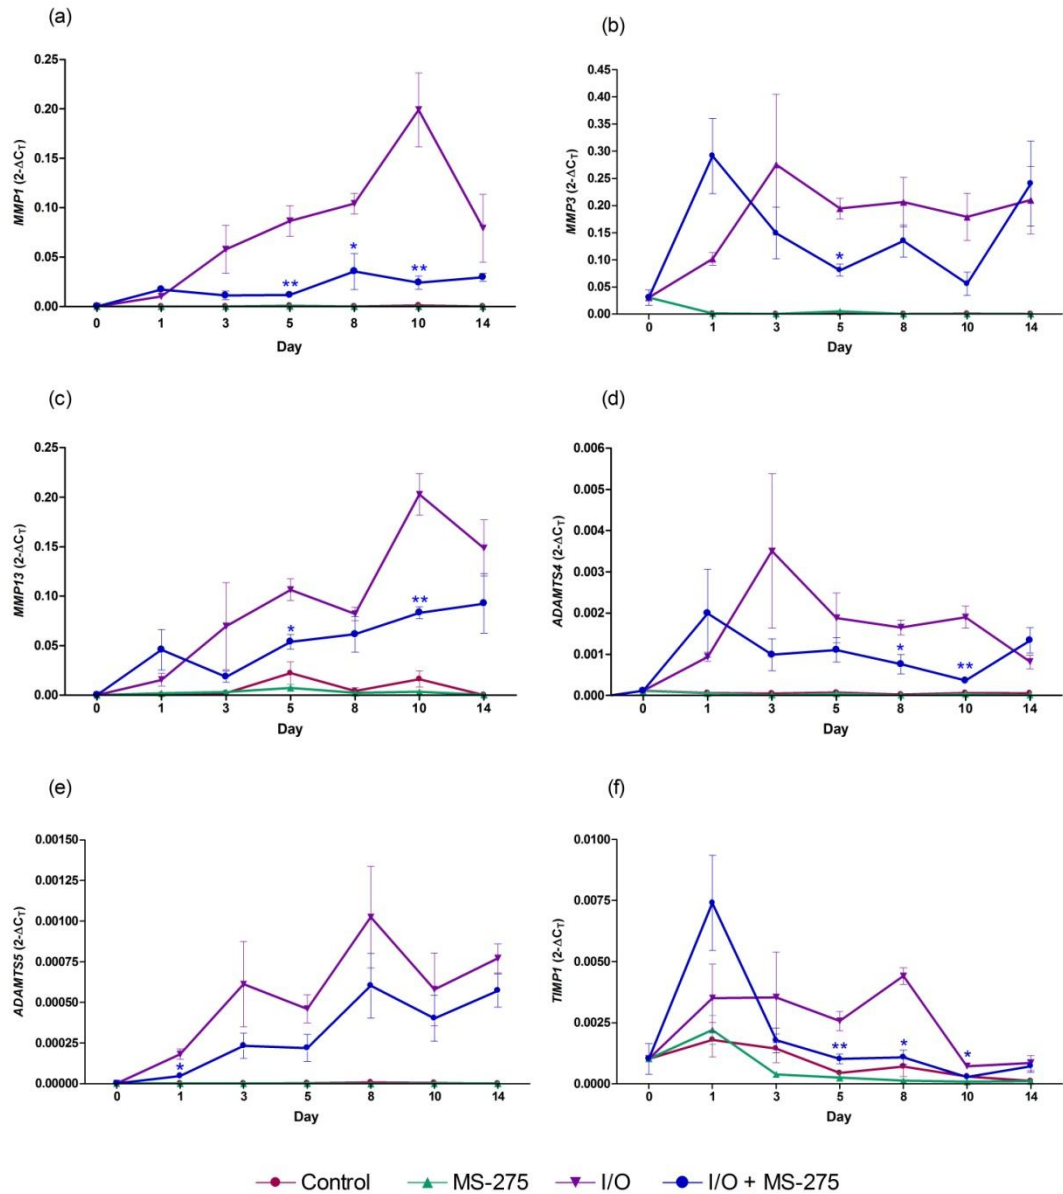 (a)
0.25
0.20
0.15
0.10
0.05
0.00
MMP1 (2-ΔCT)
*
**
**
0 1 3 5 8 10 14
Day
(b)
0.45
0.40
0.35
0.30
0.25
0.20
0.15
0.10
0.05
0.00
MMP3 (2-ΔCT)
*
0 1 3 5 8 10 14
Day
(c)
0.25
0.20
0.15
0.10
0.05
0.00
MMP13 (2-ΔCT)
**
*
0 1 3 5 8 10 14
Day
(d)
0.006
0.005
0.004
0.003
0.002
0.001
0.000
ADAMTS4 (2-ΔCT)
*
**
0 1 3 5 8 10 14
Day
(e)
0.00150
0.00125
0.00100
0.00075
0.00050
0.00025
0.00000
ADAMTS5 (2-ΔCT)
*
0 1 3 5 8 10 14
Day
(f)
0.0100
0.0075
0.0050
0.0025
0.0000
TIMP1 (2-ΔCT)
** * *
0 1 3 5 8 10 14
Day
Control MS-275 I/O I/O + MS-275